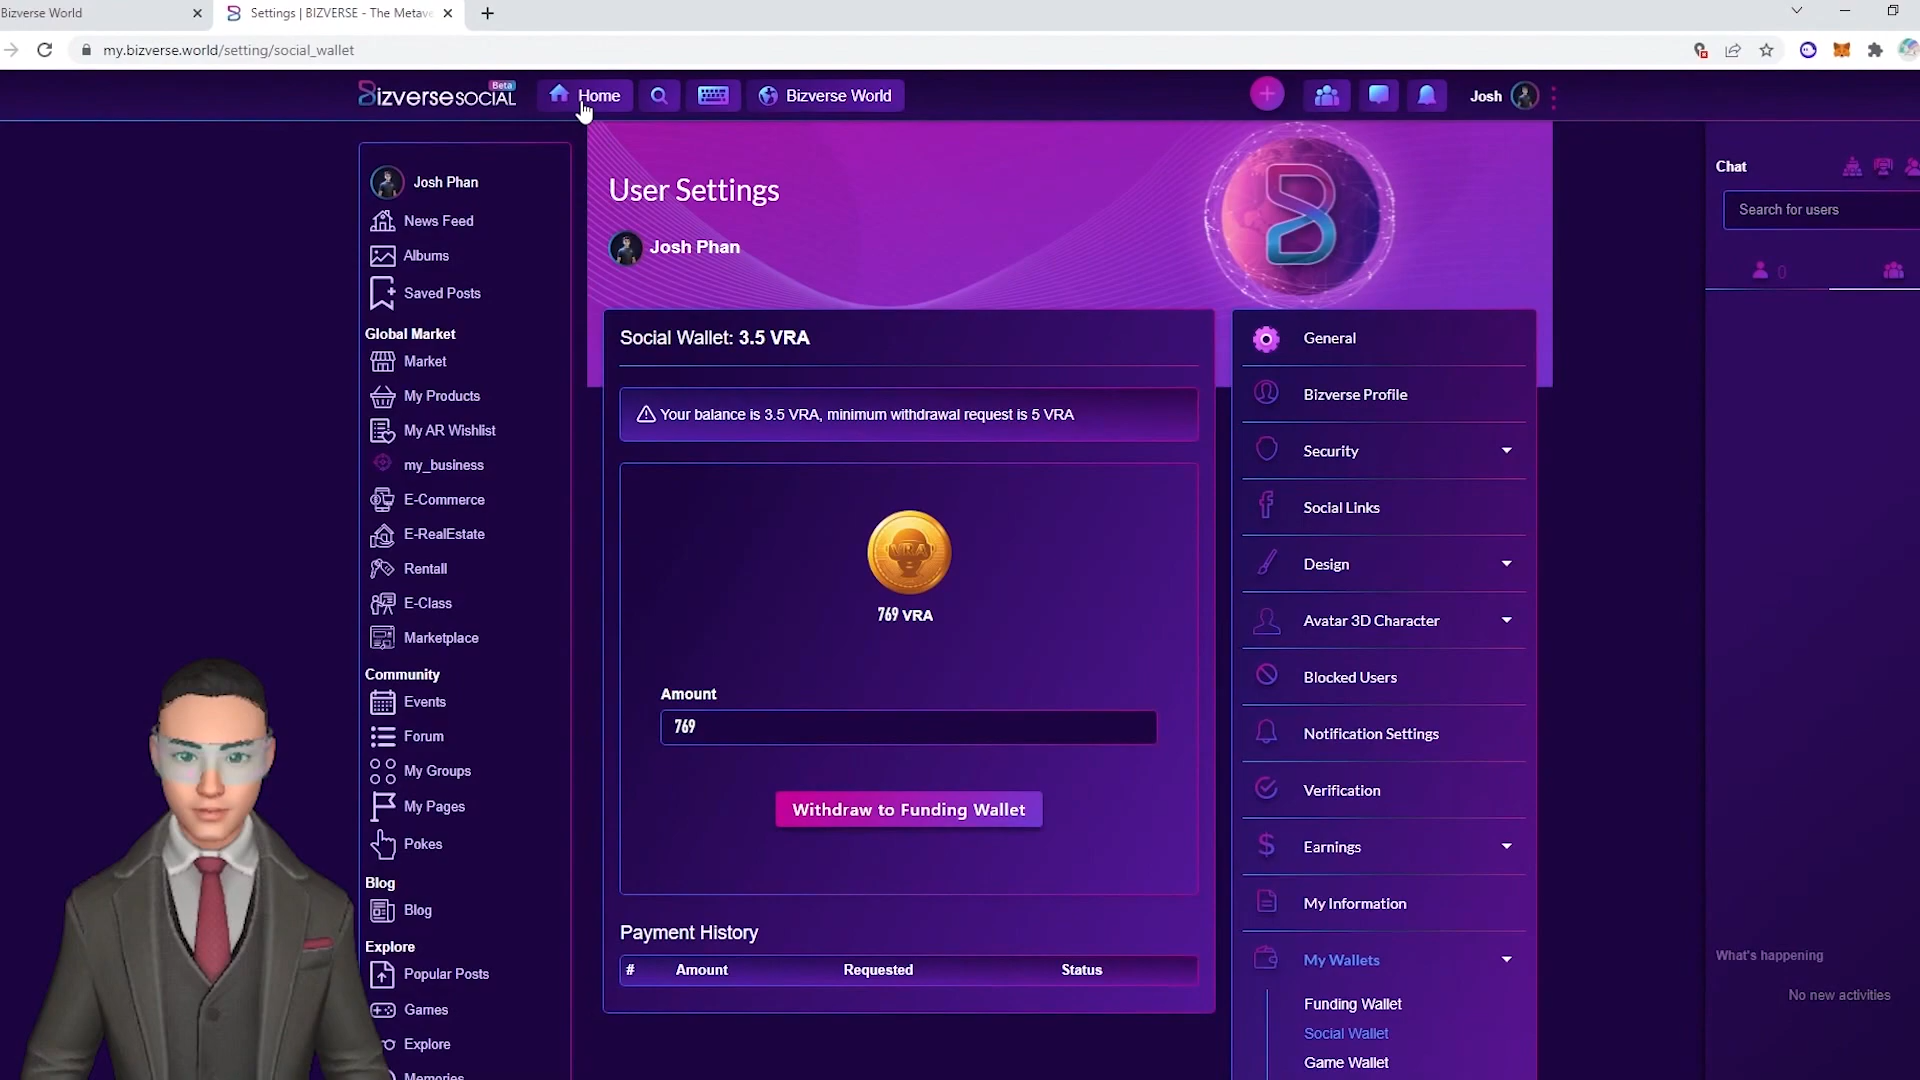 Bizverse World
Settings | BIZVERSE - The Metave
my.bizverse.world/setting/social_wallet
BizverseSOCIAL
Beta
Home
Bizverse World
Josh
Josh Phan
News Feed
Albums
Saved Posts
Global Market
Market
My Products
My AR Wishlist
my_business
E-Commerce
E-RealEstate
Rentall
E-Class
Marketplace
Community
Events
Forum
My Groups
My Pages
Pokes
Blog
Blog
Explore
Popular Posts
Games
Explore
Memories
User Settings
Josh Phan
Social Wallet: 3.5 VRA
Your balance is 3.5 VRA, minimum withdrawal request is 5 VRA
VRA
769 VRA
Amount
769
Withdraw to Funding Wallet
Payment History
# Amount Requested Status
General
Bizverse Profile
Security
Social Links
Design
Avatar 3D Character
Blocked Users
Notification Settings
Verification
Earnings
My Information
My Wallets
Funding Wallet
Social Wallet
Game Wallet
Chat
Search for users
0
What's happening
No new activities